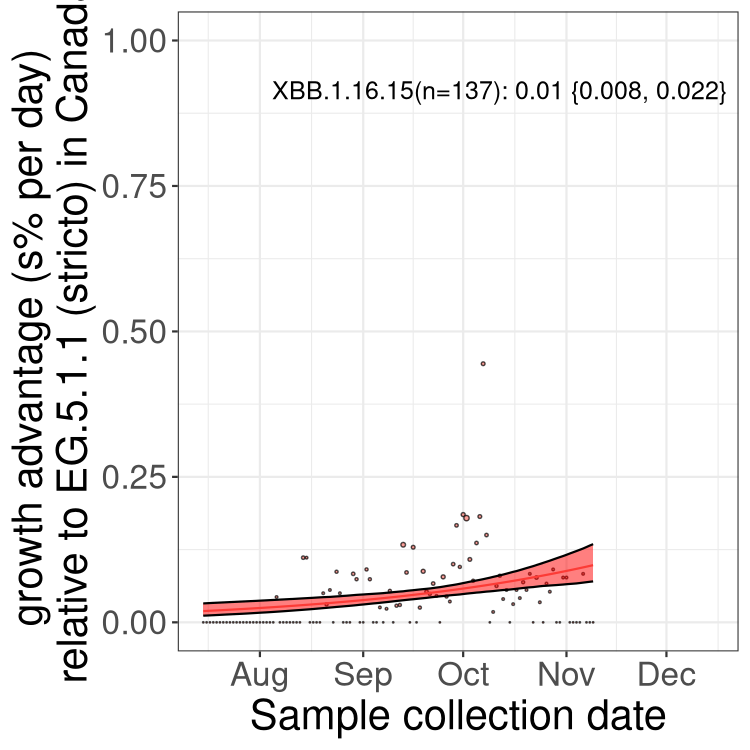 growth advantage (s% per day)
relative to EG.5.1.1 (stricto) in Canada
1.00
0.75
0.50
0.25
0.00
XBB.1.16.15(n=137): 0.01 {0.008, 0.022}
Aug Sep Oct Nov Dec
Sample collection date